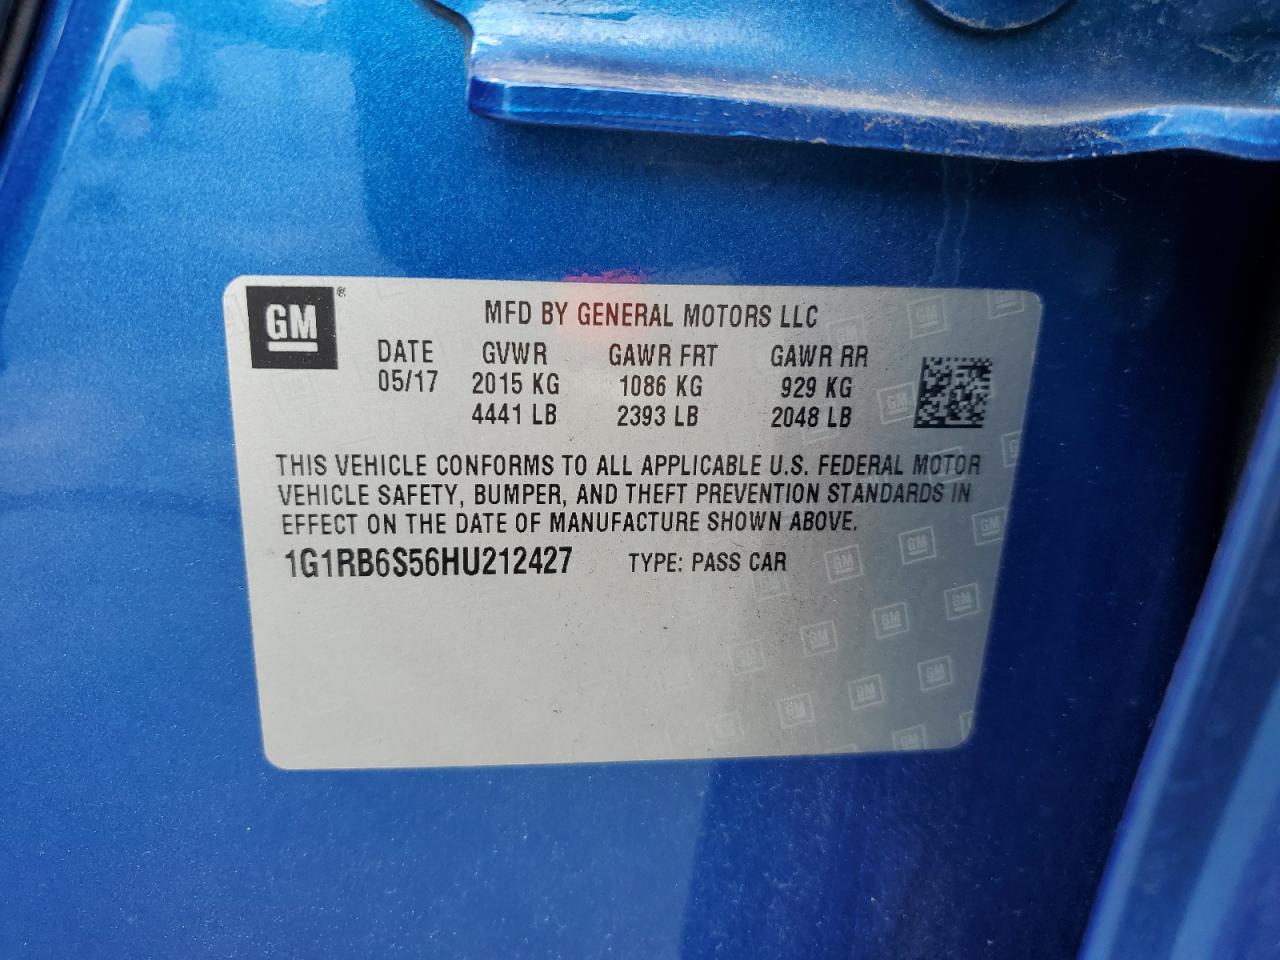 GM®
MFD BY GENERAL MOTORS LLC
DATE GVWR GAWR FRT GAWR RR
05/17 2015 KG 1086 KG 929 KG
4441 LB 2393 LB 2048 LB
THIS VEHICLE CONFORMS TO ALL APPLICABLE U.S. FEDERAL MOTOR
VEHICLE SAFETY, BUMPER, AND THEFT PREVENTION STANDARDS IN
EFFECT ON THE DATE OF MANUFACTURE SHOWN ABOVE.
1G1RB6S56HU212427 TYPE: PASS CAR